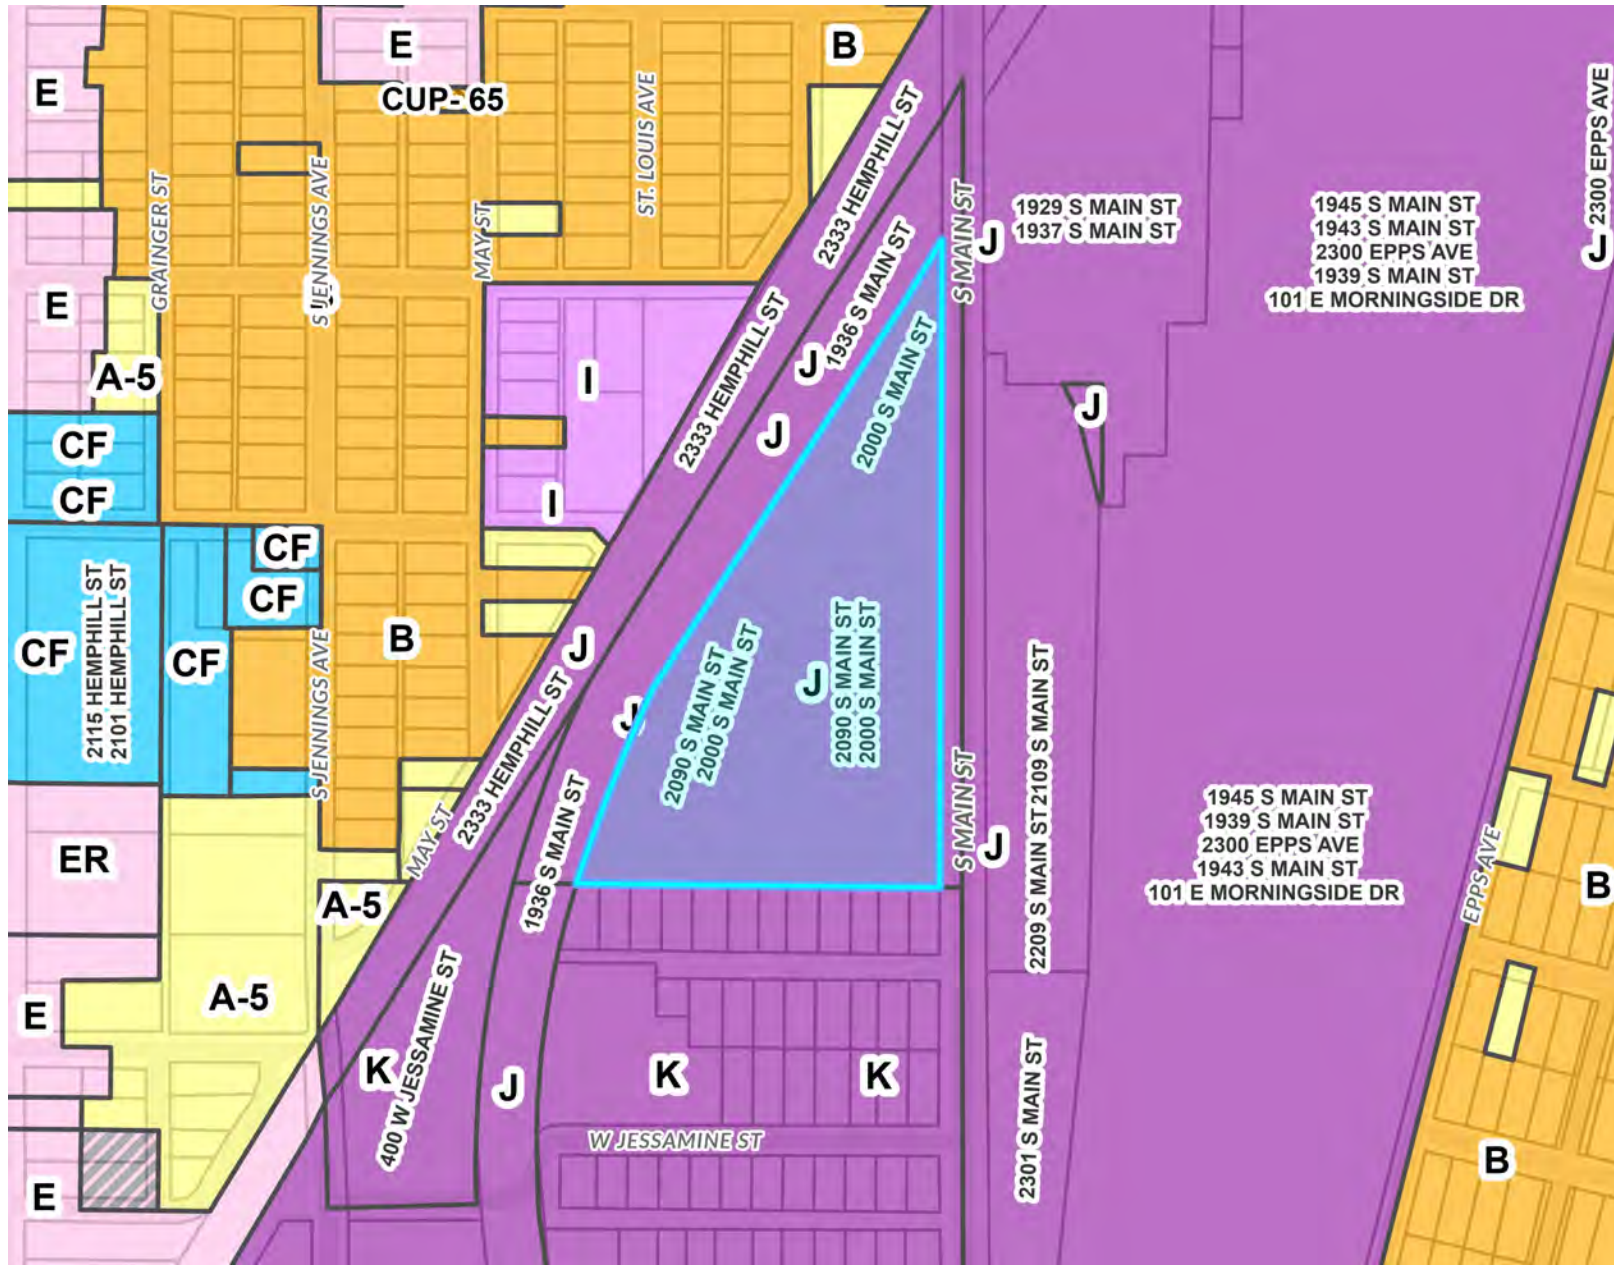 E
B
E
CUP- 65
ST. LOUIS AVE
2333 HEMPHILL ST
2300 EPPS AVE
GRAINGER ST
S JENNINGS AVE
MAY ST
S MAIN ST
J
1929 S MAIN ST
1937 S MAIN ST
1945 S MAIN ST
1943 S MAIN ST
2300 EPPS AVE
1939 S MAIN ST
101 E MORNINGSIDE DR
J
E
1936 S MAIN ST
J
2333 HEMPHILL ST
2000 S MAIN ST
A-5
I
J
J
CF
CF
I
CF
CF
CF
2115 HEMPHILL ST
2101 HEMPHILL ST
CF
S JENNINGS AVE
B
J
J
2090 S MAIN ST
2000 S MAIN ST
J
2090 S MAIN ST
2000 S MAIN ST
2109 S MAIN ST
2209 S MAIN ST
S MAIN ST
J
2333 HEMPHILL ST
MAY ST
1936 S MAIN ST
1945 S MAIN ST
1939 S MAIN ST
2300 EPPS AVE
1943 S MAIN ST
101 E MORNINGSIDE DR
EPPS AVE
B
ER
A-5
A-5
E
400 W JESSAMINE ST
K
J
K
K
W JESSAMINE ST
2301 S MAIN ST
B
E